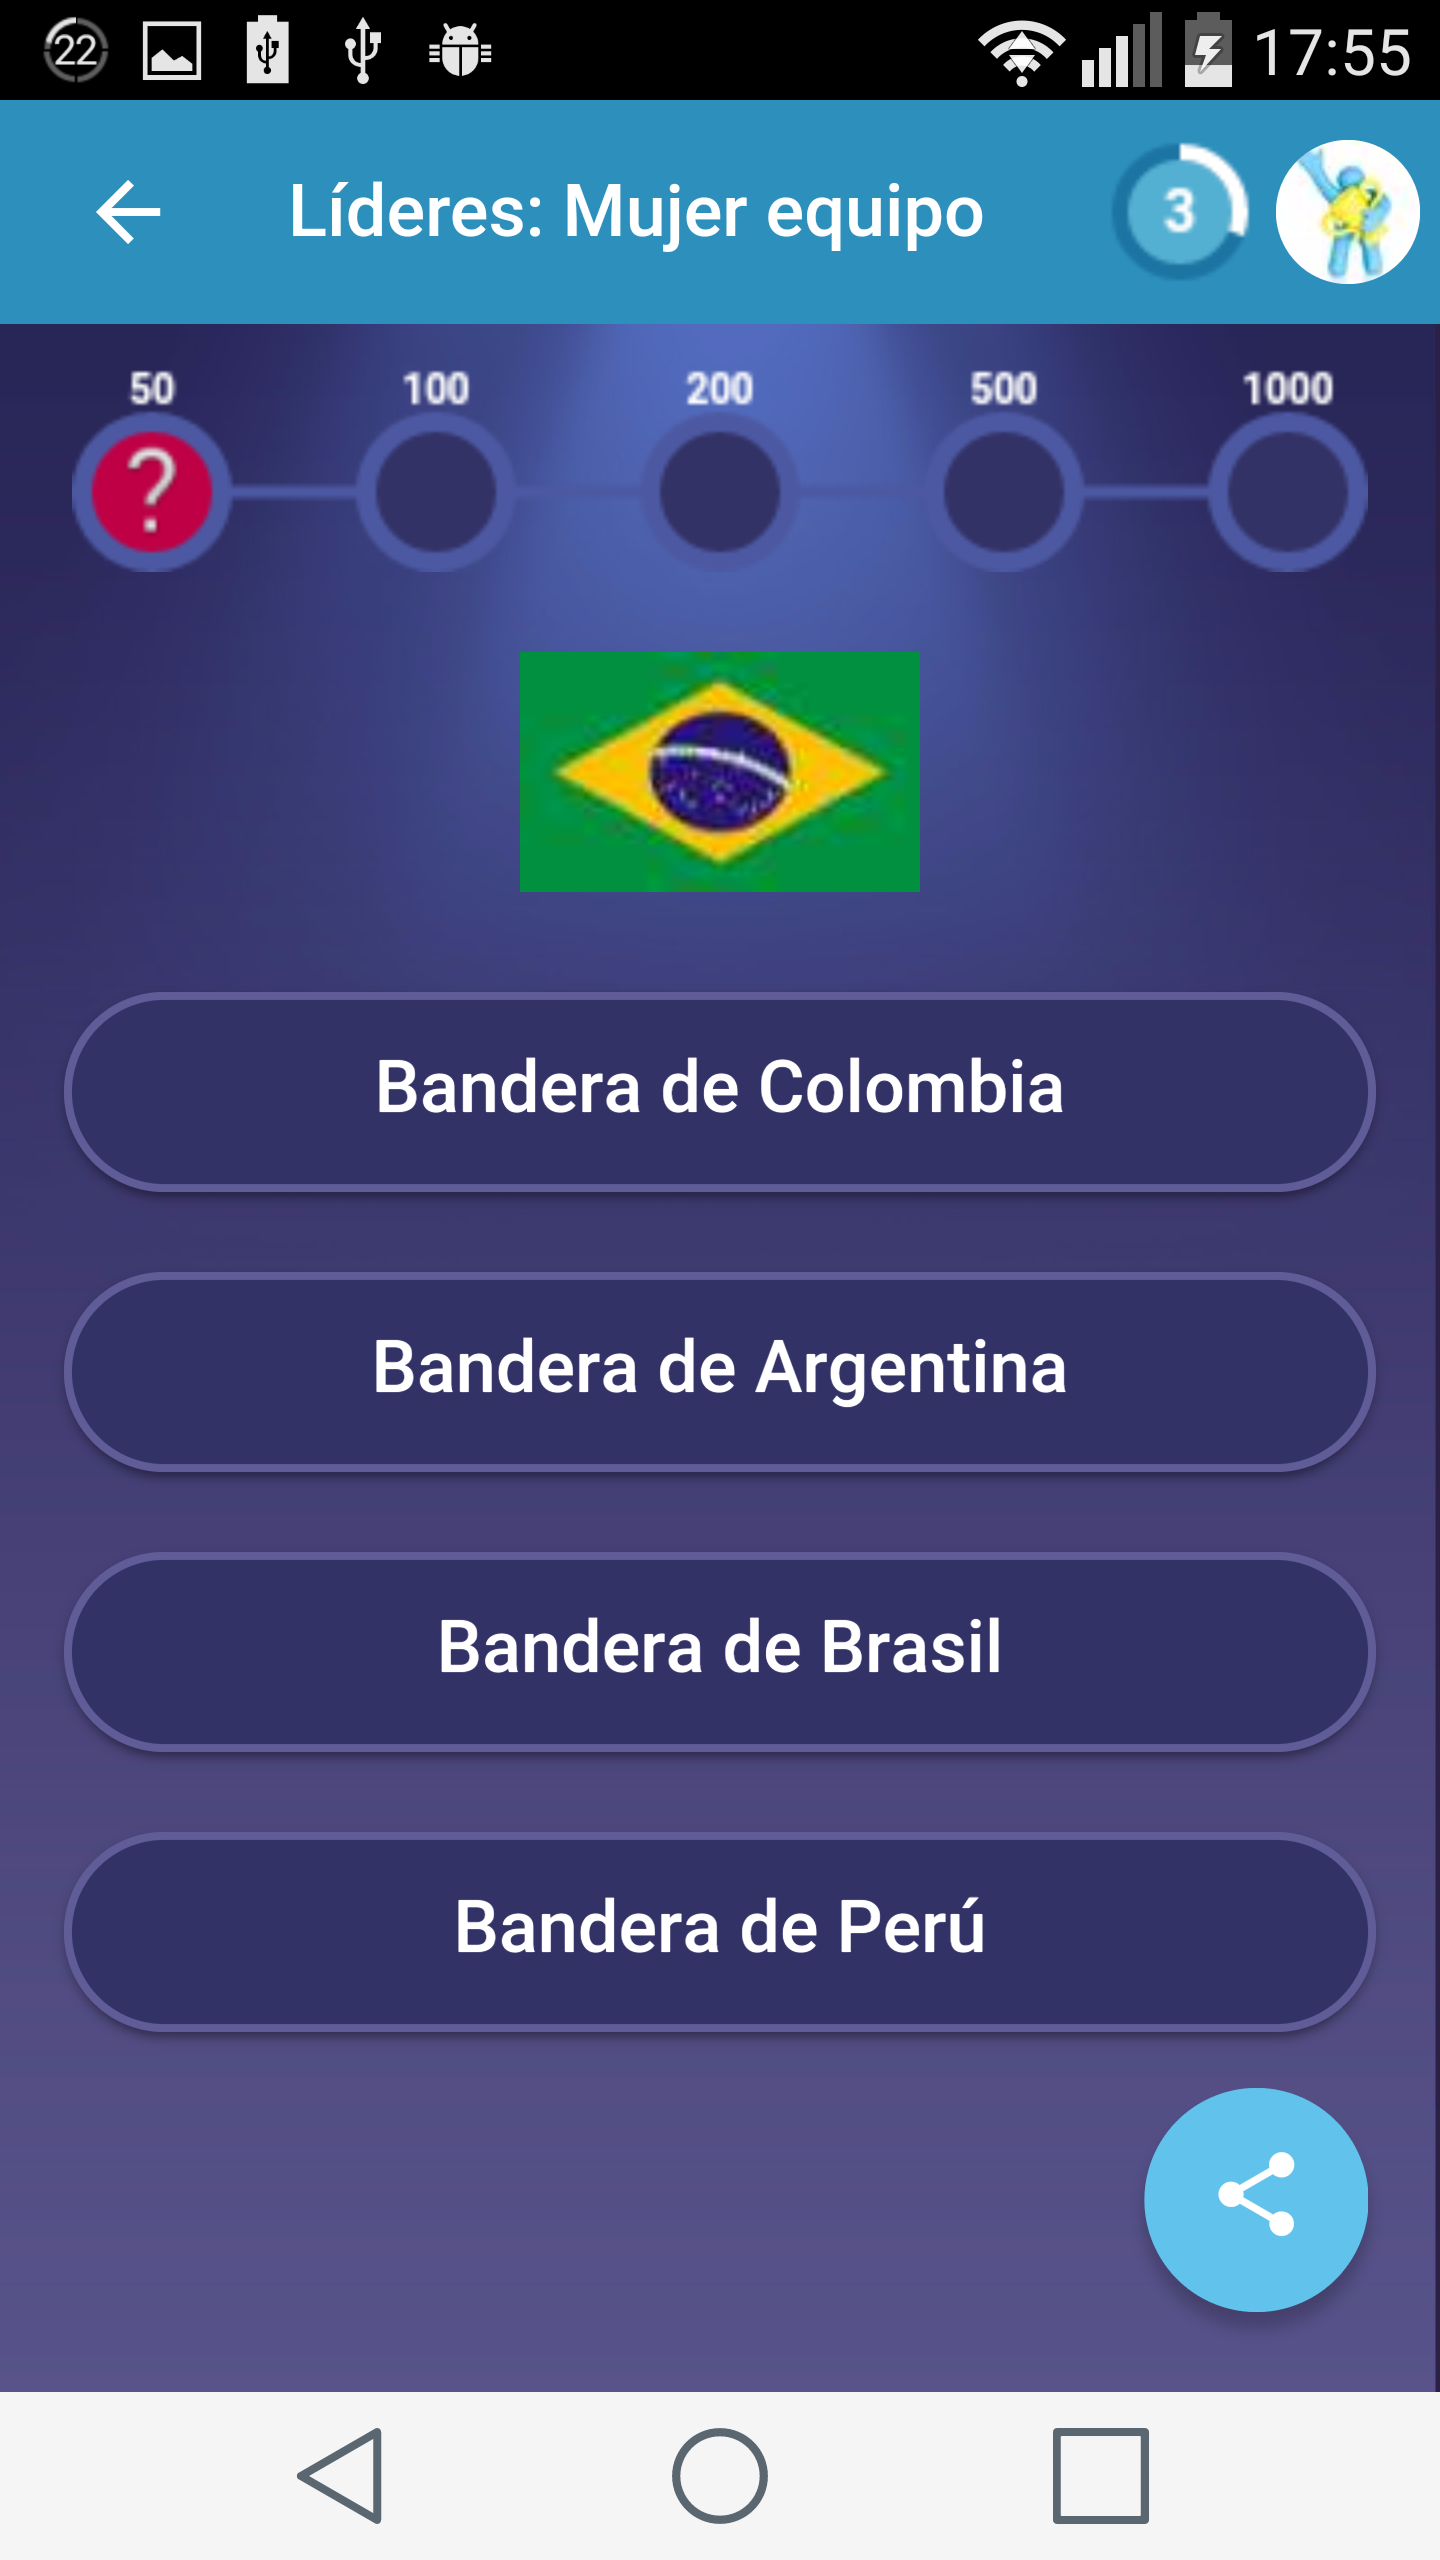 22 17:55
Líderes: Mujer equipo 3
50 100 200 500 1000
?
Bandera de Colombia
Bandera de Argentina
Bandera de Brasil
Bandera de Perú